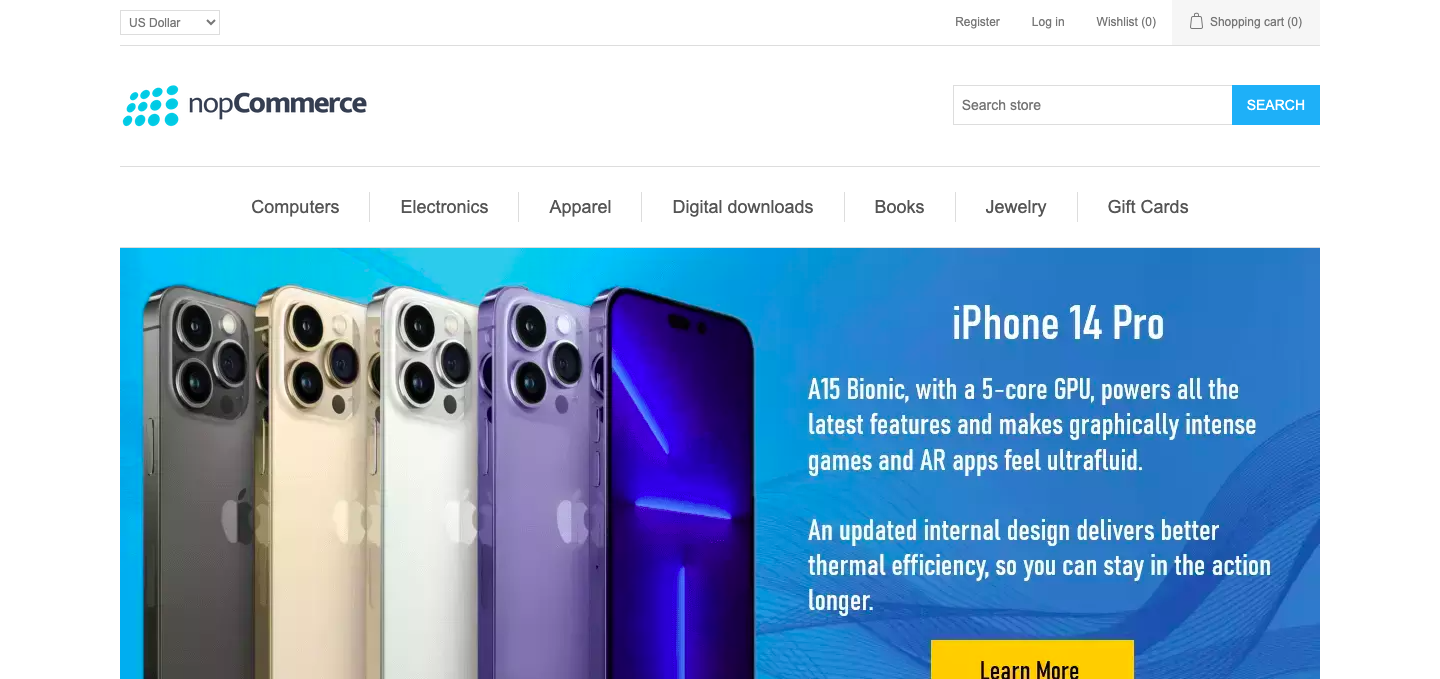 US Dollar
Register
Log in
Wishlist (0)
Shopping cart (0)
nopCommerce
Search store
SEARCH
Computers
Electronics
Apparel
Digital downloads
Books
Jewelry
Gift Cards
iPhone 14 Pro
A15 Bionic, with a 5-core GPU, powers all the
latest features and makes graphically intense
games and AR apps feel ultrafluid.
An updated internal design delivers better
thermal efficiency, so you can stay in the action
longer.
Learn More